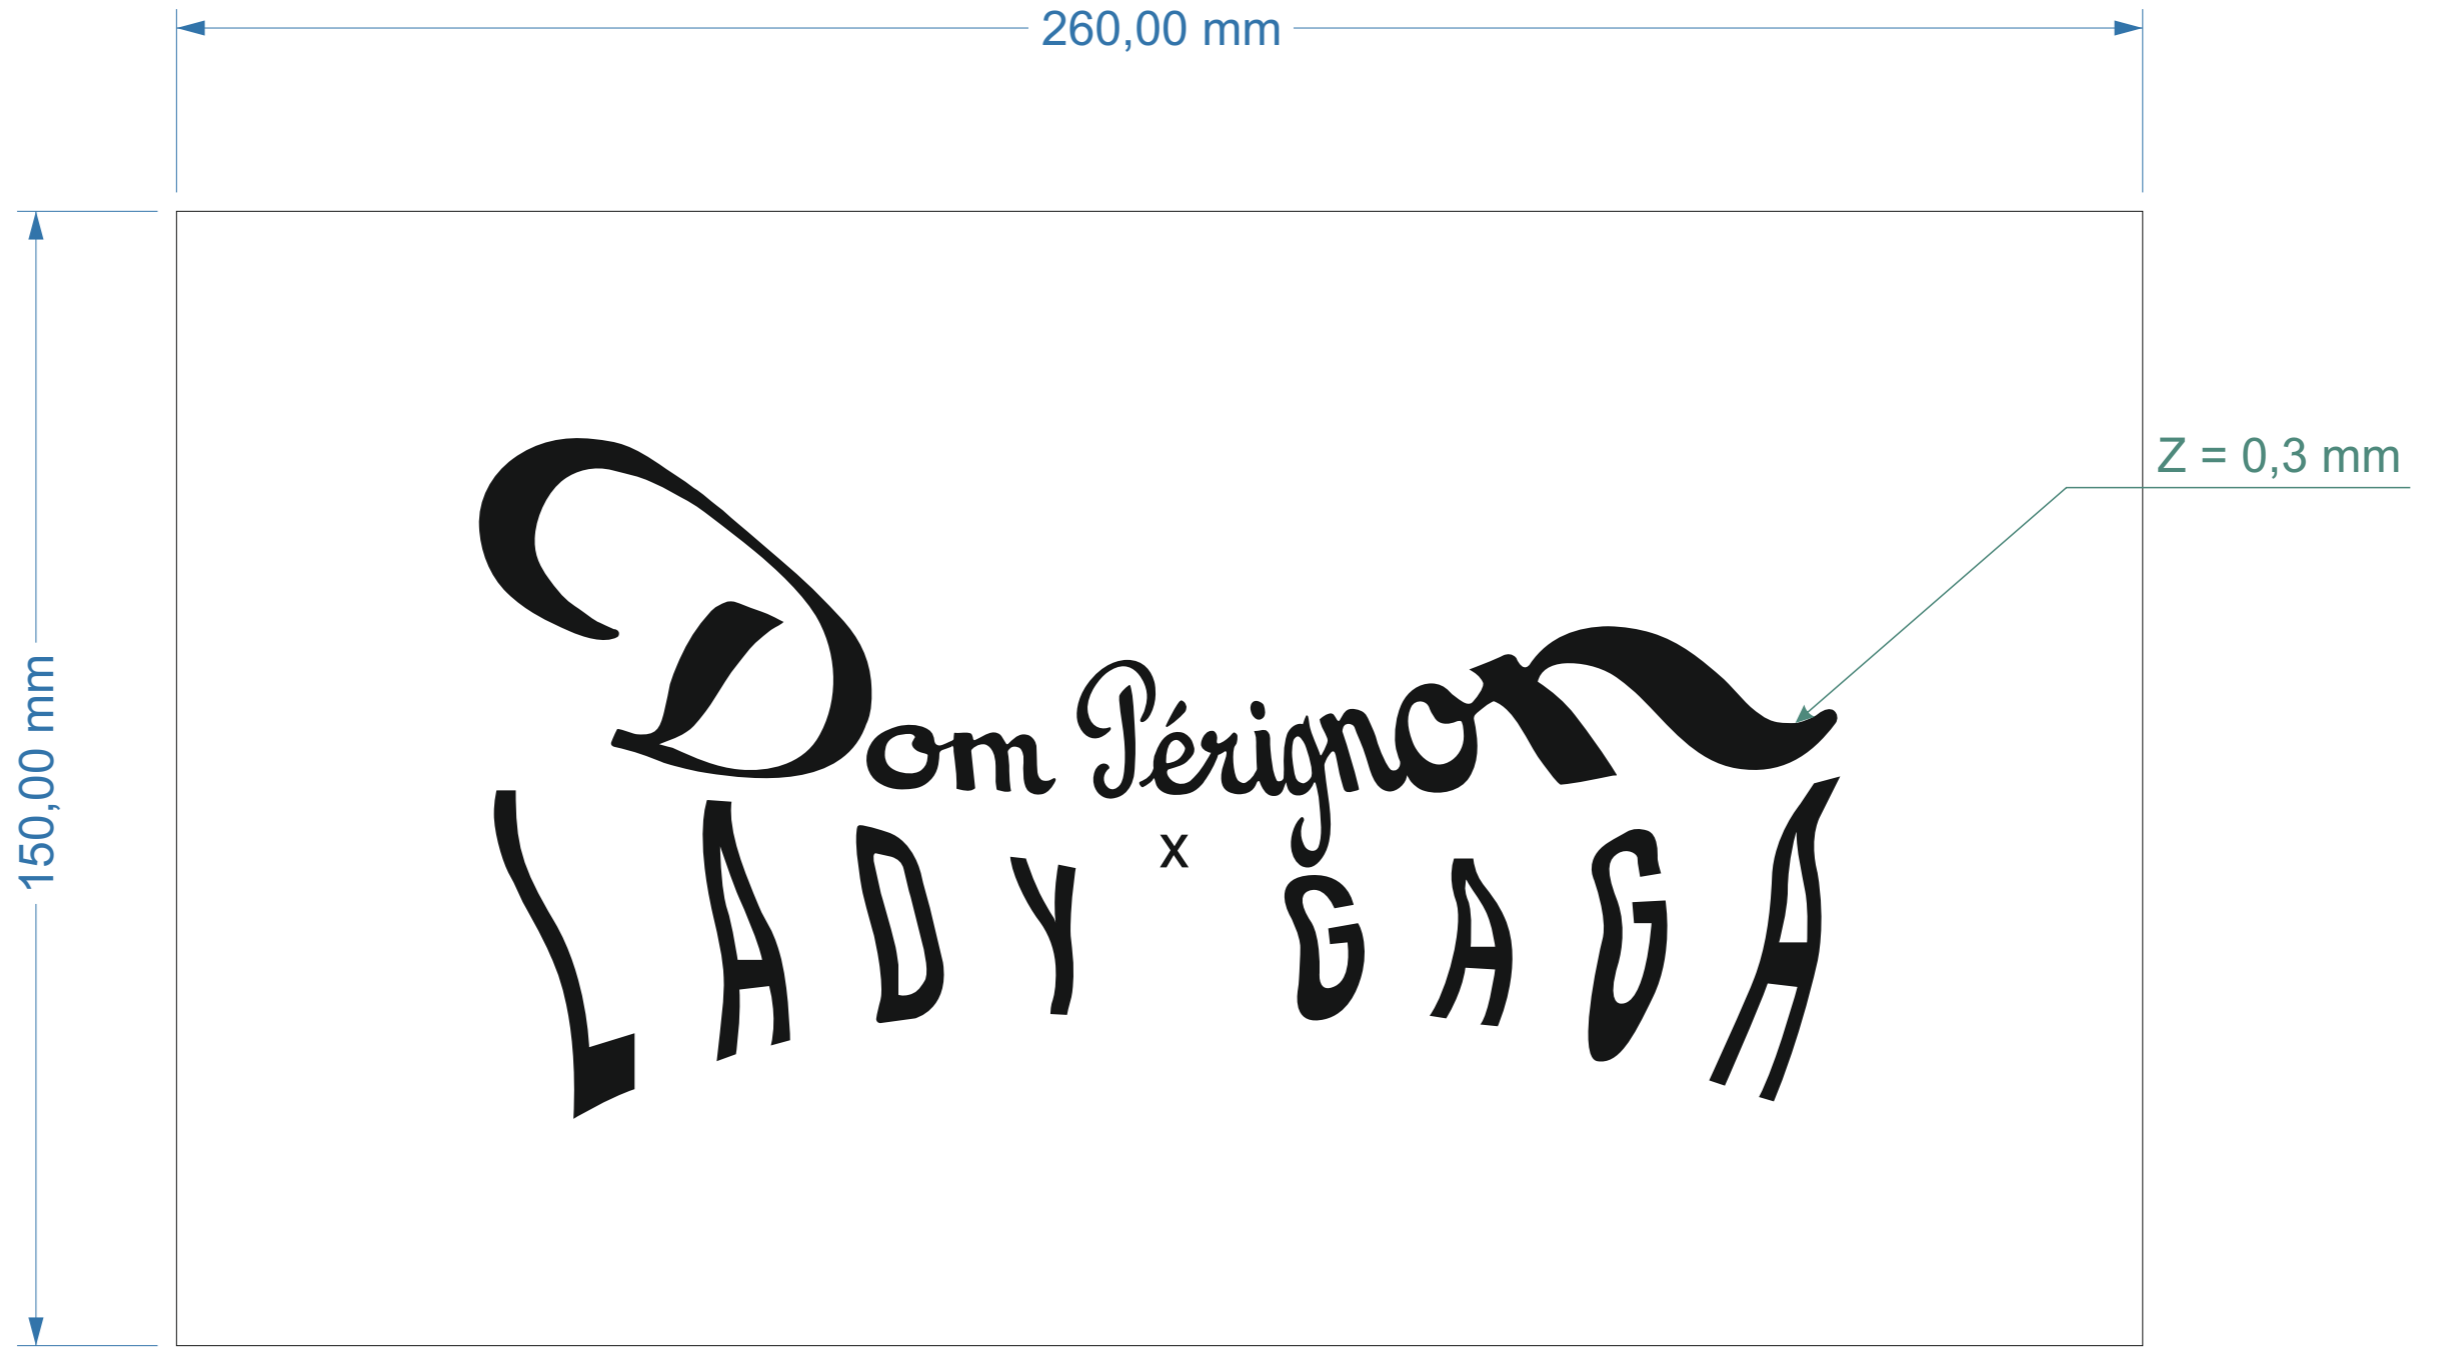 260,00 mm
Z = 0,3 mm
150,00 mm
Dom Pérignon
x
LADY GAGA